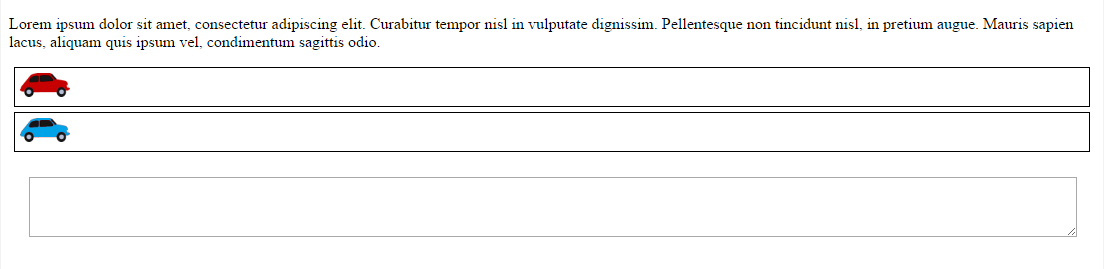 Lorem ipsum dolor sit amet, consectetur adipiscing elit. Curabitur tempor nisl in vulputate dignissim. Pellentesque non tincidunt nisl, in pretium augue. Mauris sapien
lacus, aliquam quis ipsum vel, condimentum sagittis odio.